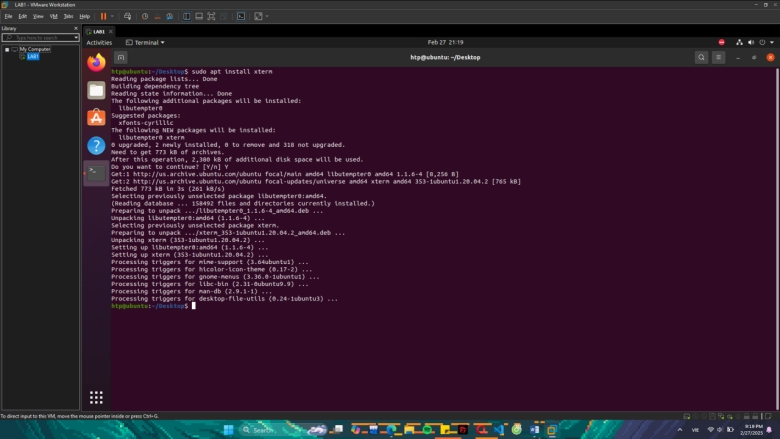 LAB1 - VMware Workstation
File Edit View VM Tabs Help
Library
Type here to search
My Computer
LAB1
LAB1
Activities Terminal Feb 27 21:19
htp@ubuntu: ~/Desktop
htp@ubuntu:~/Desktop$ sudo apt install xterm
Reading package lists... Done
Building dependency tree
Reading state information... Done
The following additional packages will be installed:
libutempter0
Suggested packages:
xfonts-cyrillic
The following NEW packages will be installed:
libutempter0 xterm
0 upgraded, 2 newly installed, 0 to remove and 318 not upgraded.
Need to get 773 kB of archives.
After this operation, 2,380 kB of additional disk space will be used.
Do you want to continue? [Y/n] Y
Get:1 http://us.archive.ubuntu.com/ubuntu focal/main amd64 libutempter0 amd64 1.1.6-4 [8,256 B]
Get:2 http://us.archive.ubuntu.com/ubuntu focal-updates/universe amd64 xterm amd64 353-1ubuntu1.20.04.2 [765 kB]
Fetched 773 kB in 3s (261 kB/s)
Selecting previously unselected package libutempter0:amd64.
(Reading database ... 158492 files and directories currently installed.)
Preparing to unpack .../libutempter0_1.1.6-4_amd64.deb ...
Unpacking libutempter0:amd64 (1.1.6-4) ...
Selecting previously unselected package xterm.
Preparing to unpack .../xterm_353-1ubuntu1.20.04.2_amd64.deb ...
Unpacking xterm (353-1ubuntu1.20.04.2) ...
Setting up libutempter0:amd64 (1.1.6-4) ...
Setting up xterm (353-1ubuntu1.20.04.2) ...
Processing triggers for mime-support (3.64ubuntu1) ...
Processing triggers for hicolor-icon-theme (0.17-2) ...
Processing triggers for gnome-menus (3.36.0-1ubuntu1) ...
Processing triggers for libc-bin (2.31-0ubuntu9.9) ...
Processing triggers for man-db (2.9.1-1) ...
Processing triggers for desktop-file-utils (0.24-1ubuntu3) ...
htp@ubuntu:~/Desktop$
To direct input to this VM, move the mouse pointer inside or press Ctrl+G.
Search
VIE
9:19 PM
2/27/2025